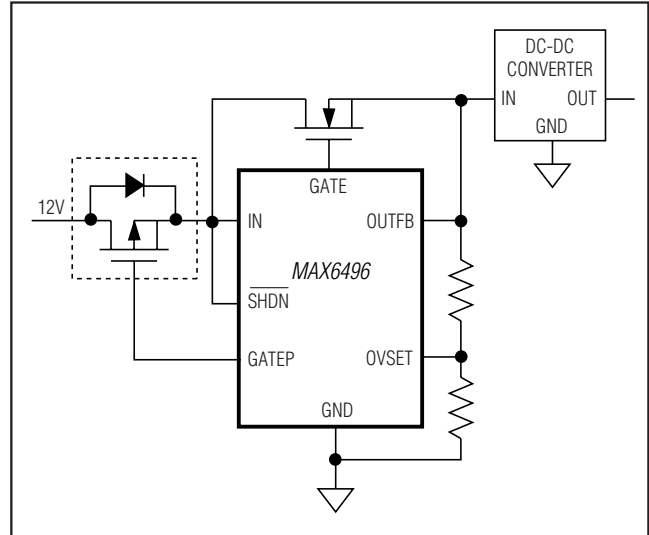 DC-DC
CONVERTER
IN OUT
GND
GATE
12V
IN OUTFB
MAX6496
SHDN
GATEP OVSET
GND